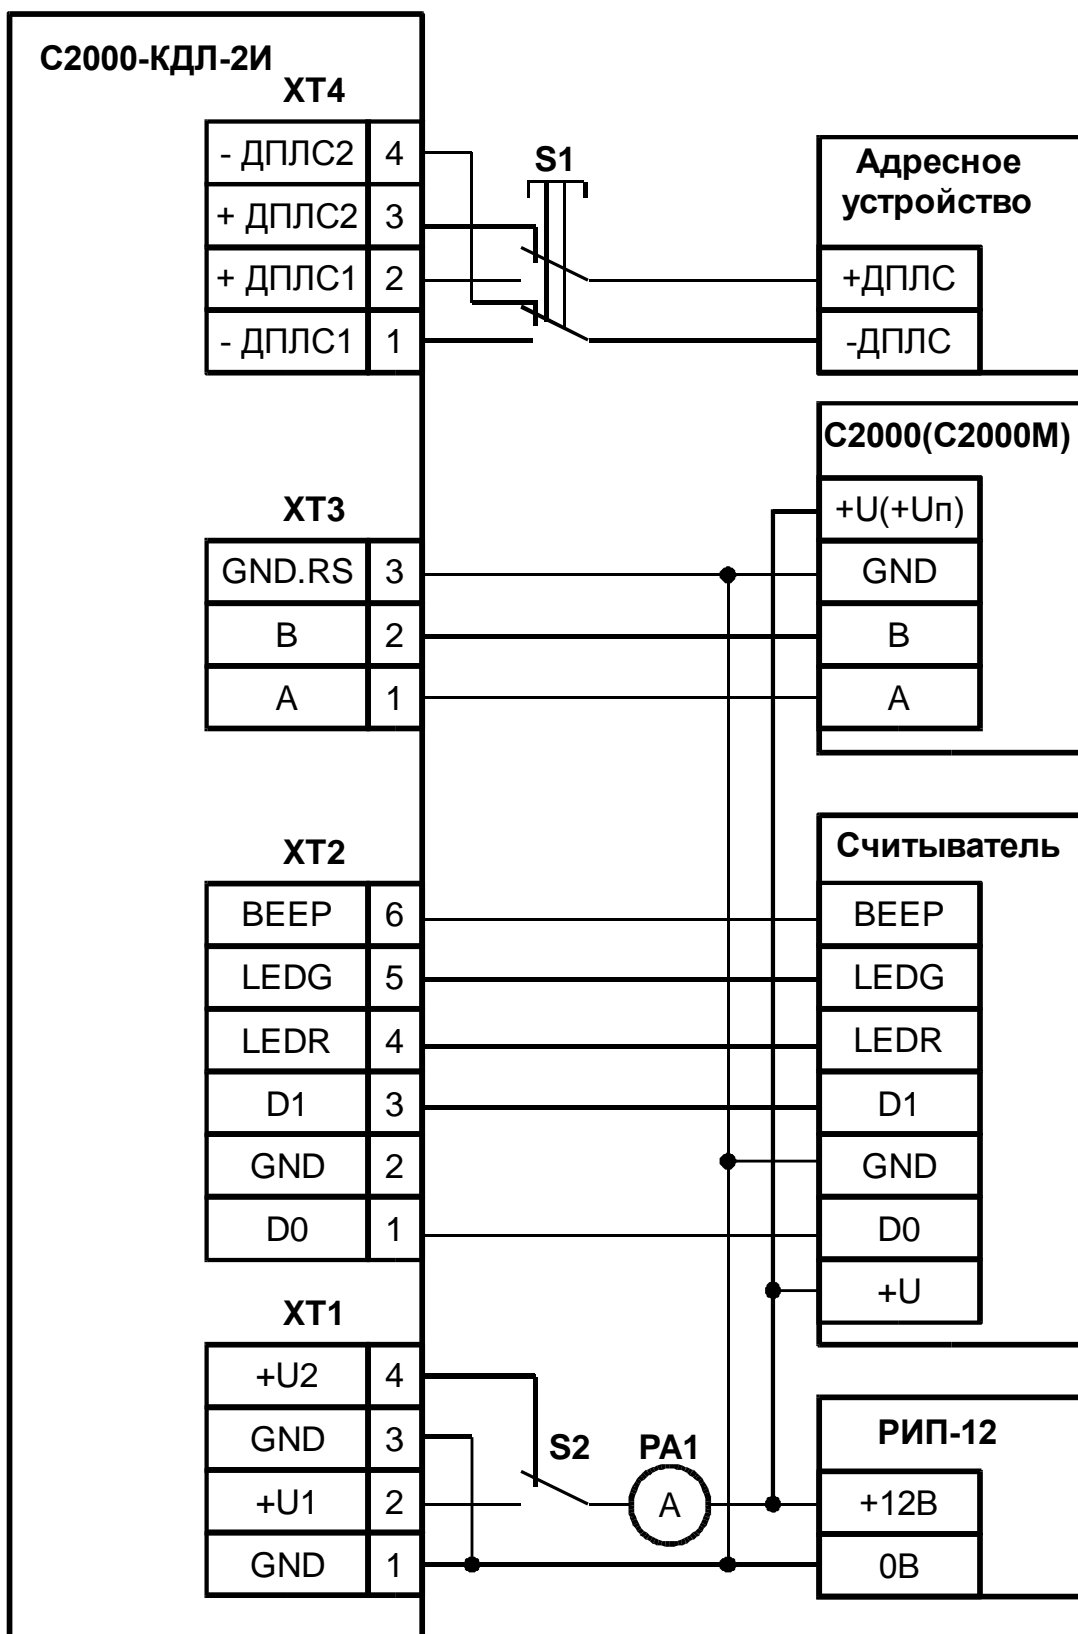 С2000-КДЛ-2И
XT4
- ДПЛС2 4
+ ДПЛС2 3
+ ДПЛС1 2
- ДПЛС1 1
S1
Адресное
устройство
+ДПЛС
-ДПЛС
XT3
GND.RS 3
B 2
A 1
С2000(С2000М)
+U(+Uп)
GND
B
A
XT2
BEEP 6
LEDG 5
LEDR 4
D1 3
GND 2
D0 1
Считыватель
BEEP
LEDG
LEDR
D1
GND
D0
+U
XT1
+U2 4
GND 3
+U1 2
GND 1
S2
PA1
A
РИП-12
+12В
0В